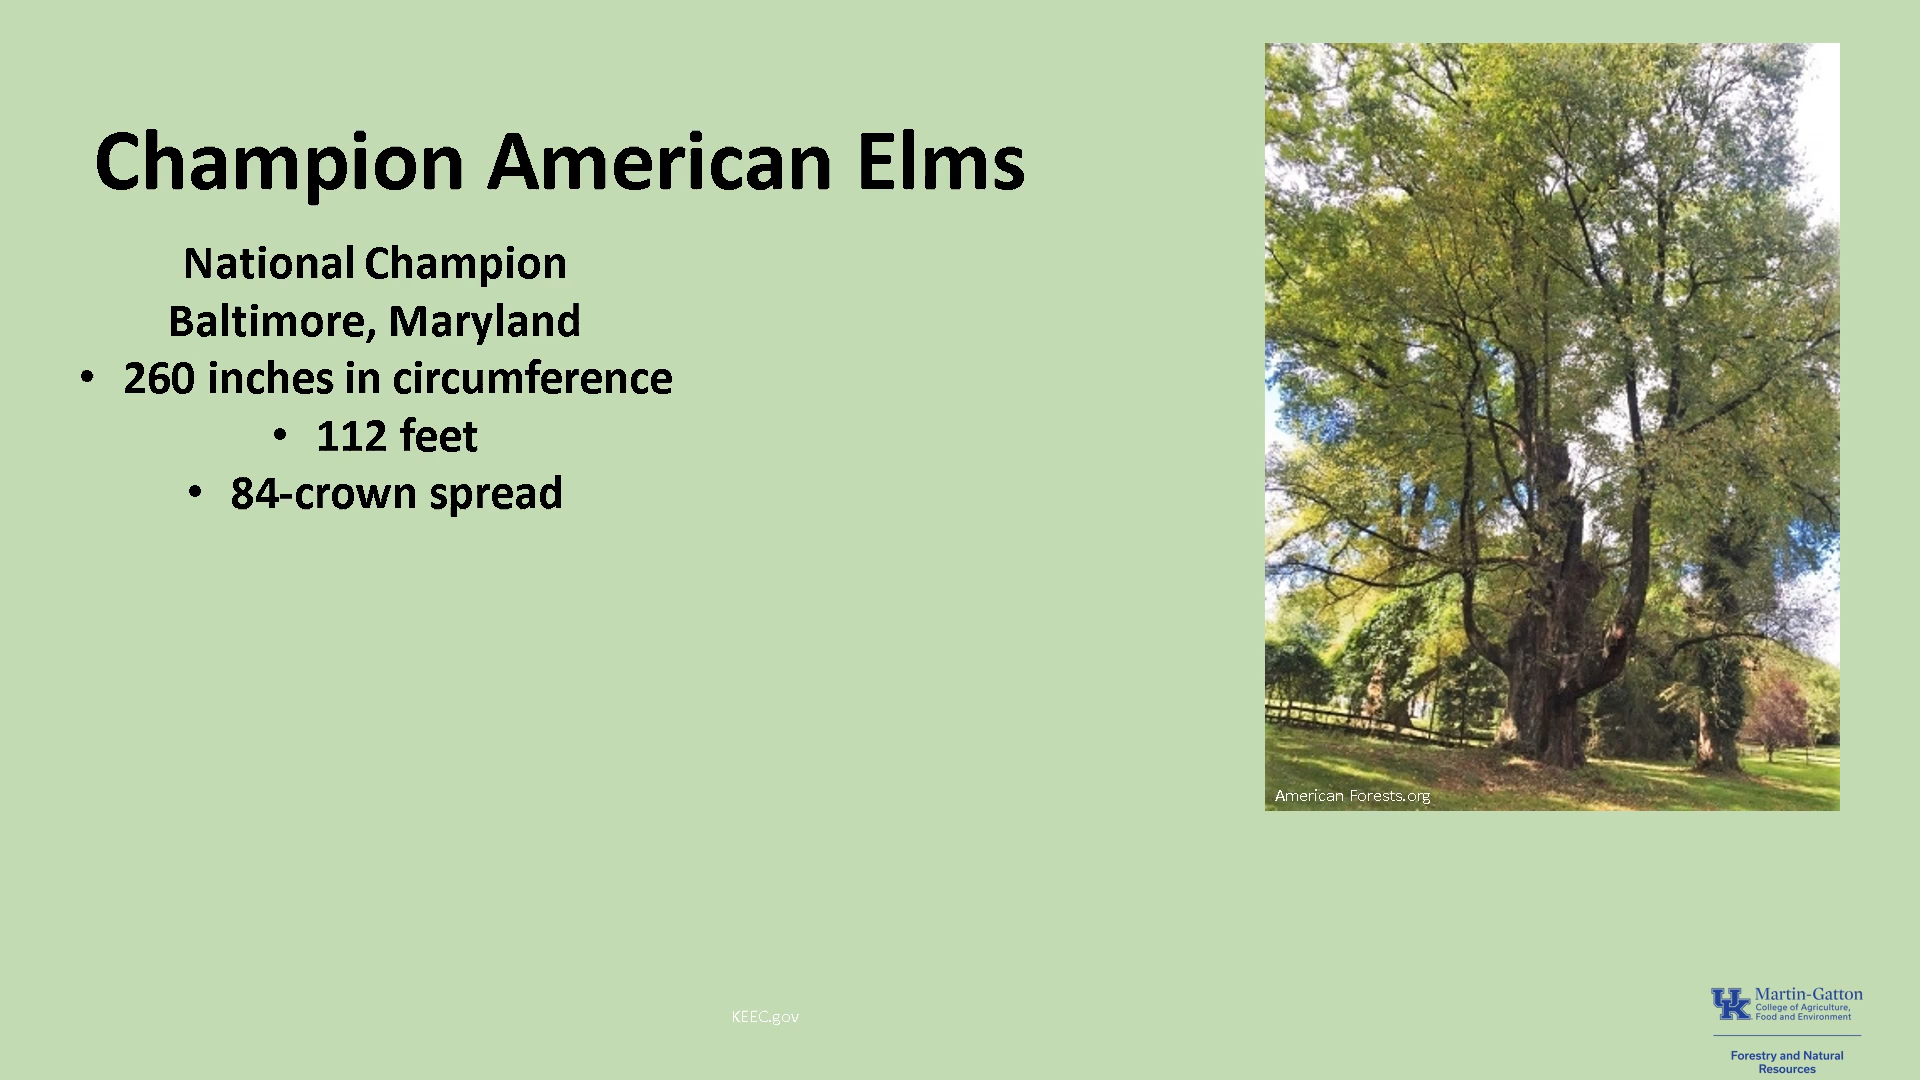 Champion American Elms
National Champion
Baltimore, Maryland
• 260 inches in circumference
• 112 feet
• 84-crown spread
American Forests.org
KEEC.gov
UK Martin-Gatton
College of Agriculture,
Food and Environment
Forestry and Natural
Resources